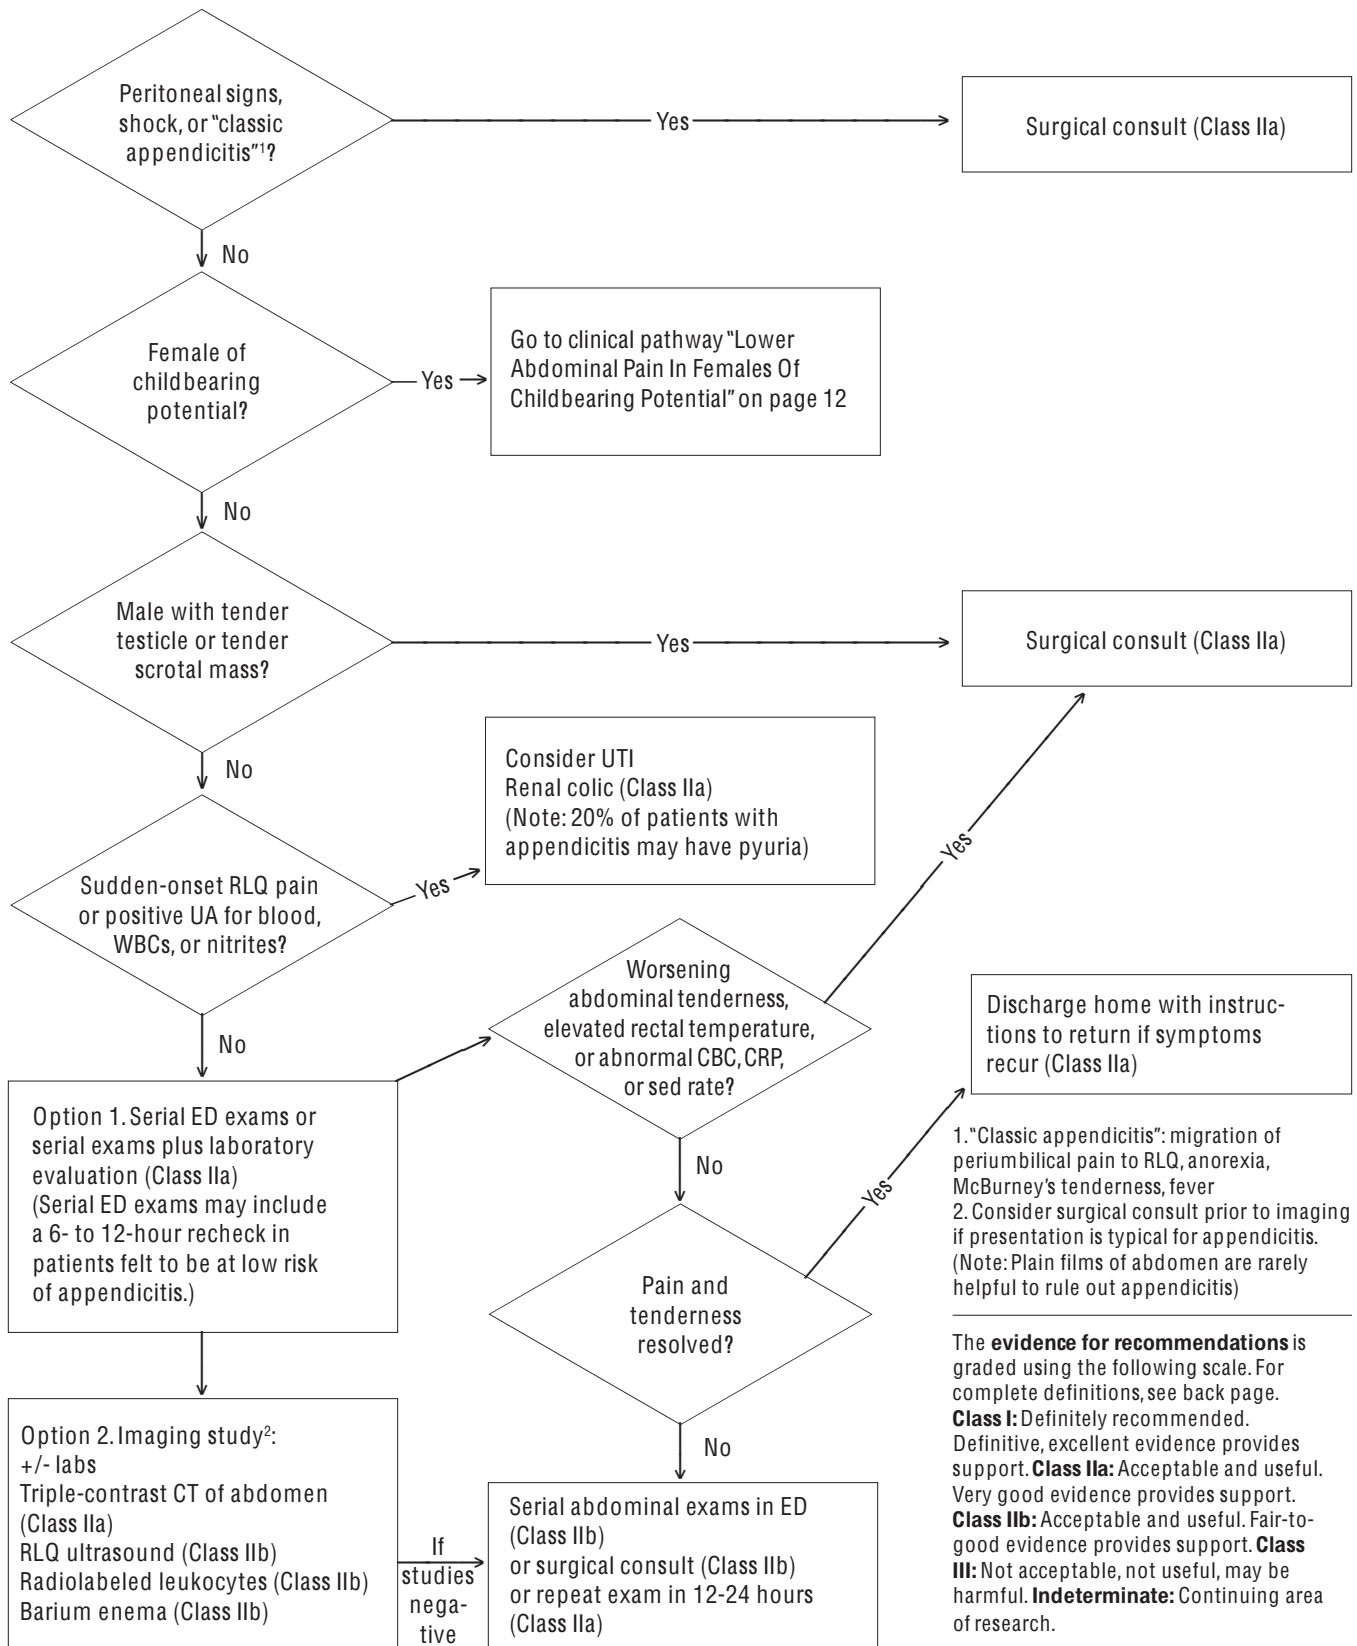 Peritoneal signs,
shock, or "classic
appendicitis"1?
Yes
Surgical consult (Class IIa)
No
Female of
childbearing
potential?
Yes
Go to clinical pathway "Lower
Abdominal Pain In Females Of
Childbearing Potential" on page 12
No
Male with tender
testicle or tender
scrotal mass?
Yes
Surgical consult (Class IIa)
No
Consider UTI
Renal colic (Class IIa)
(Note: 20% of patients with
appendicitis may have pyuria)
Sudden-onset RLQ pain
or positive UA for blood,
WBCs, or nitrites?
Yes
Yes
No
Worsening
abdominal tenderness,
elevated rectal temperature,
or abnormal CBC, CRP,
or sed rate?
Discharge home with instruc-
tions to return if symptoms
recur (Class IIa)
Option 1. Serial ED exams or
serial exams plus laboratory
evaluation (Class IIa)
(Serial ED exams may include
a 6- to 12-hour recheck in
patients felt to be at low risk
of appendicitis.)
No
Yes
Pain and
tenderness
resolved?
No
Option 2. Imaging study2:
+/- labs
Triple-contrast CT of abdomen
(Class IIa)
RLQ ultrasound (Class IIb)
Radiolabeled leukocytes (Class IIb)
Barium enema (Class IIb)
If
studies
nega-
tive
Serial abdominal exams in ED
(Class IIb)
or surgical consult (Class IIb)
or repeat exam in 12-24 hours
(Class IIa)
1. "Classic appendicitis": migration of
periumbilical pain to RLQ, anorexia,
McBurney's tenderness, fever
2. Consider surgical consult prior to imaging
if presentation is typical for appendicitis.
(Note: Plain films of abdomen are rarely
helpful to rule out appendicitis)
The evidence for recommendations is
graded using the following scale. For
complete definitions, see back page.
Class I: Definitely recommended.
Definitive, excellent evidence provides
support. Class IIa: Acceptable and useful.
Very good evidence provides support.
Class IIb: Acceptable and useful. Fair-to-
good evidence provides support. Class
III: Not acceptable, not useful, may be
harmful. Indeterminate: Continuing area
of research.